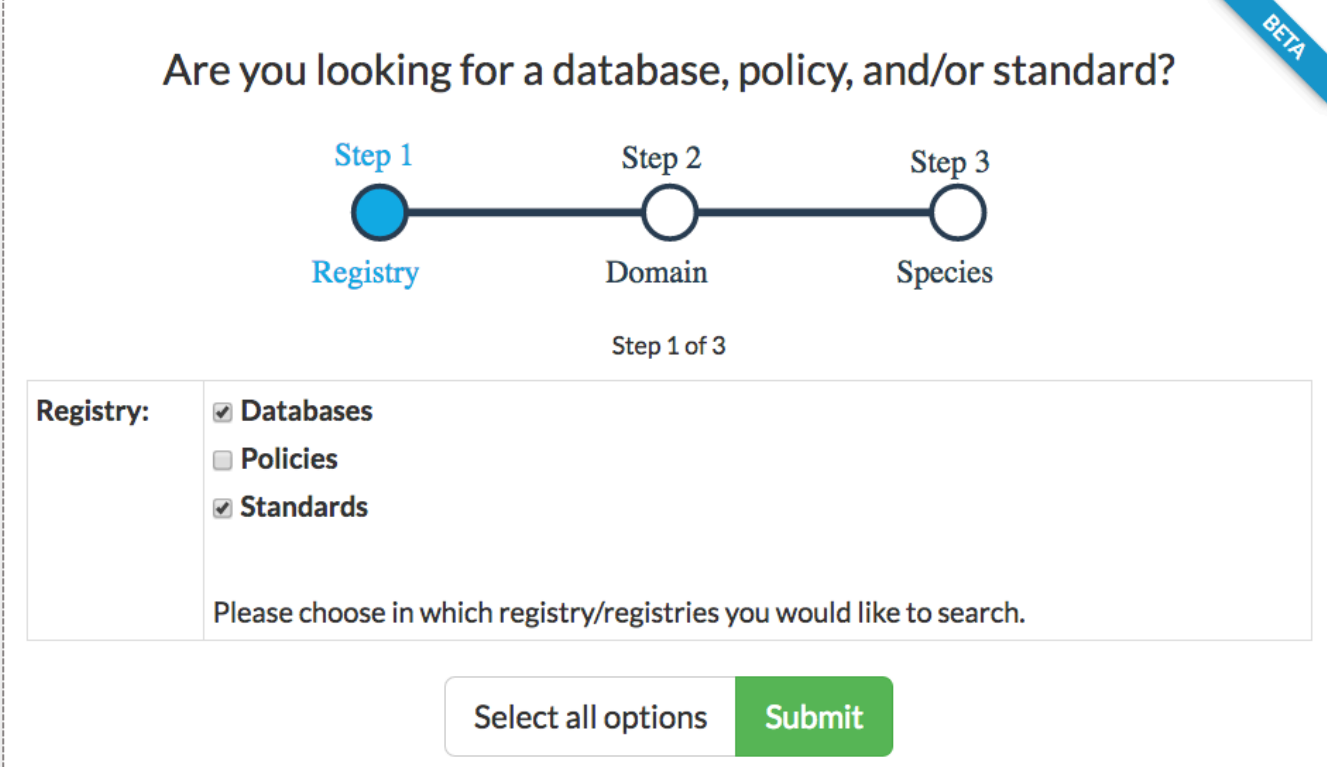 BETA
Are you looking for a database, policy, and/or standard?
Step 1 Step 2 Step 3
Registry Domain Species
Step 1 of 3
Registry: Databases
Policies
Standards
Please choose in which registry/registries you would like to search.
Select all options Submit